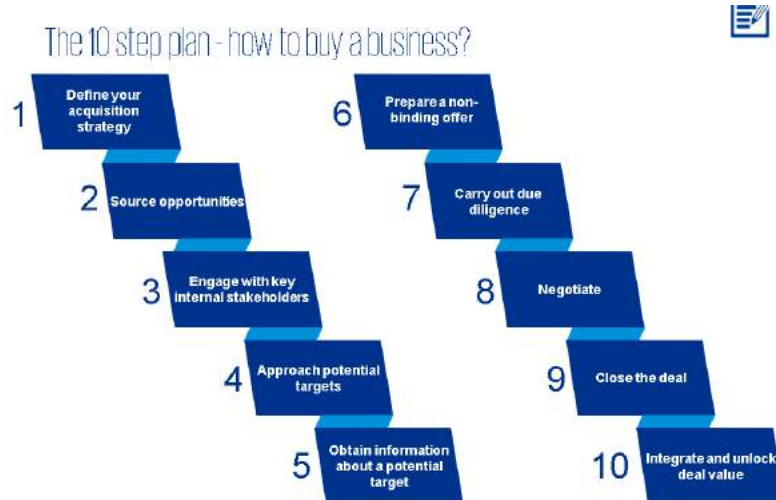 The 10 step plan - how to buy a business?
1
Define your
acquisition
strategy
2
Source opportunities
3
Engage with key
internal stakeholders
4
Approach potential
targets
5
Obtain information
about a potential
target
6
Prepare a non-
binding offer
7
Carry out due
diligence
8
Negotiate
9
Close the deal
10
Integrate and unlock
deal value